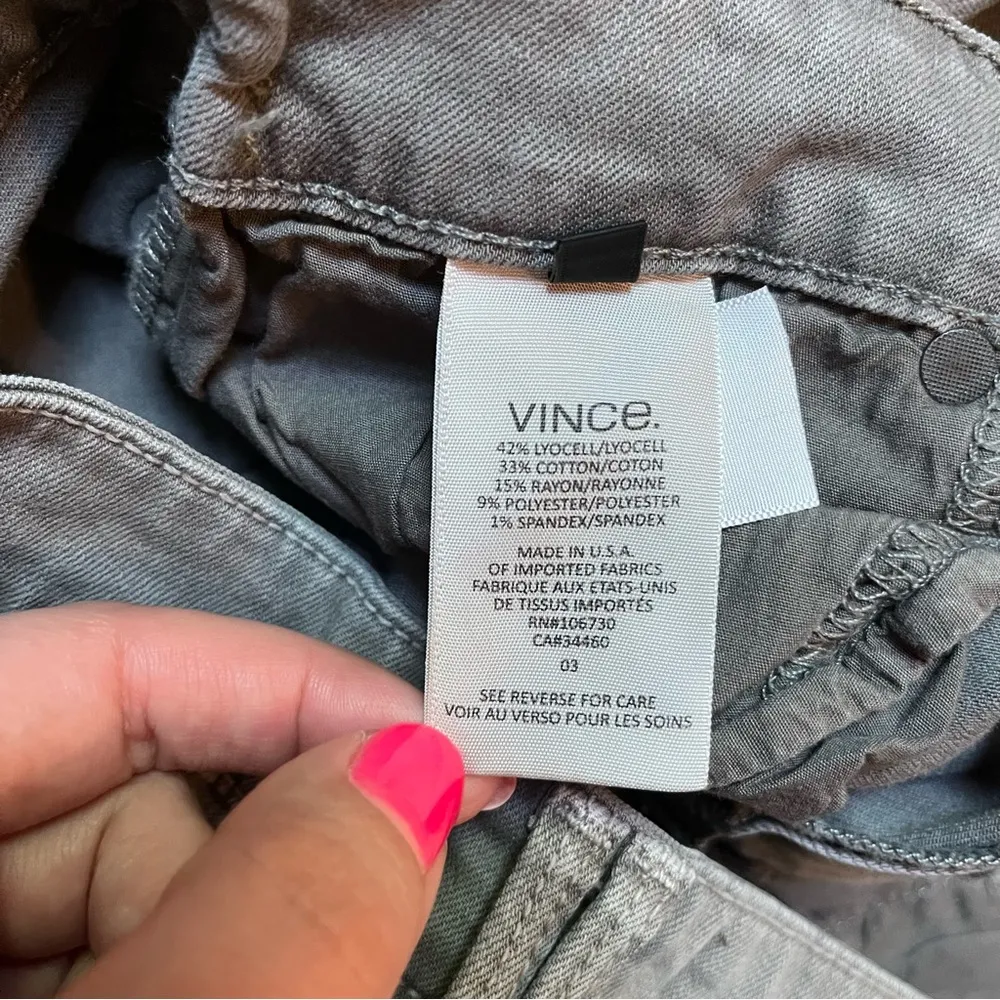 VINCE.
42% LYOCELL/LYOCELL
33% COTTON/COTON
15% RAYON/RAYONNE
9% POLYESTER/POLYESTER
1% SPANDEX/SPANDEX
MADE IN U.S.A.
OF IMPORTED FABRICS
FABRIQUE AUX ETATS-UNIS
DE TISSUS IMPORTÉS
RN#106730
CA#34460
03
SEE REVERSE FOR CARE
VOIR AU VERSO POUR LES SOINS